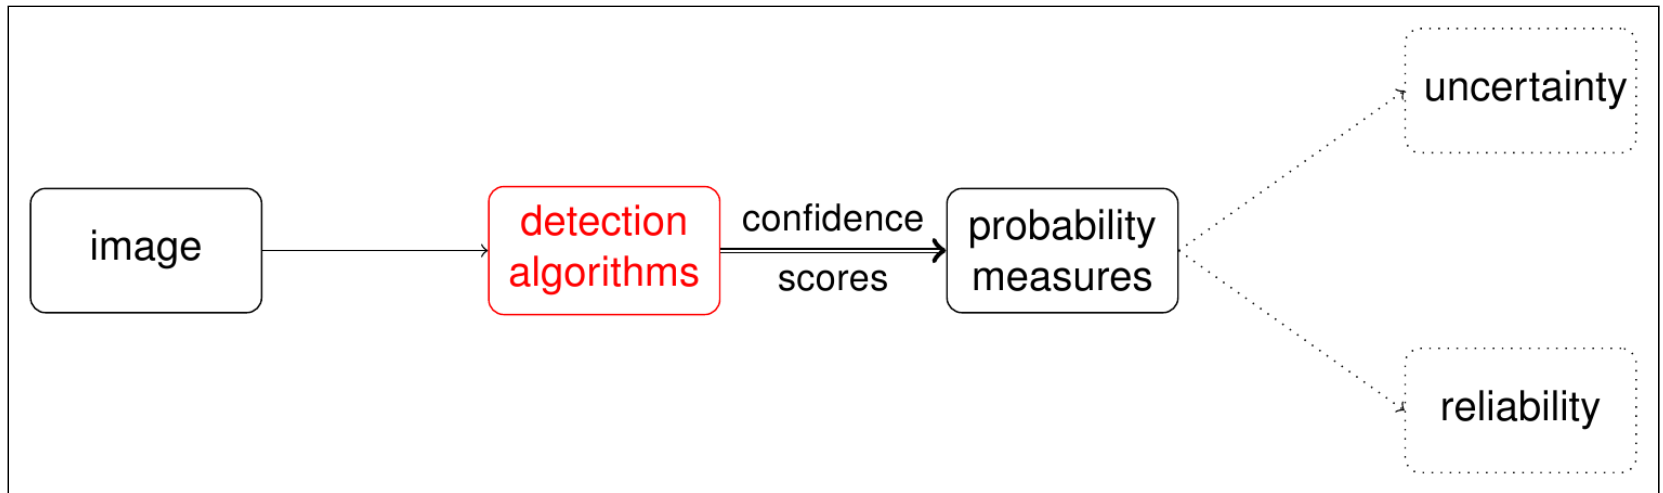 image
detection
algorithms
confidence
scores
probability
measures
uncertainty
reliability